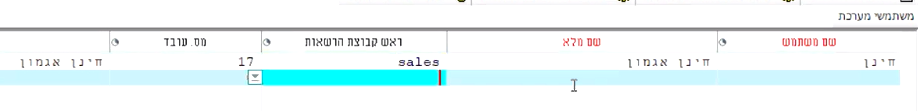 משתמשי מערכת
שם משתמש שם מלא ראש קבוצת הרשאות מס. עובד
חינן חינן אגמון sales 17 חינן אגמון